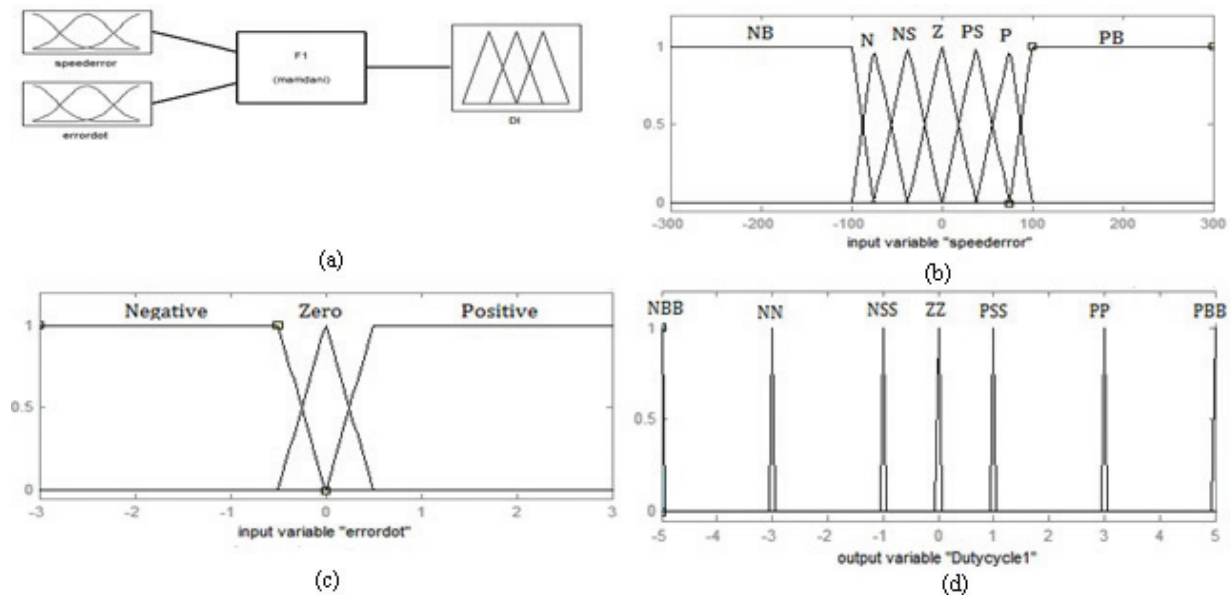 speederror
errordot
F1
(mamdani)
DI
(a)
NB N NS Z PS P PB
1
0.5
0
-300 -200 -100 0 100 200 300
input variable "speederror"
(b)
Negative Zero Positive
1
0.5
0
-3 -2 -1 0 1 2 3
input variable "errordot"
(c)
NBB NN NSS ZZ PSS PP PBB
1
0.5
0
-5 -4 -3 -2 -1 0 1 2 3 4 5
output variable "Dutycycle1"
(d)